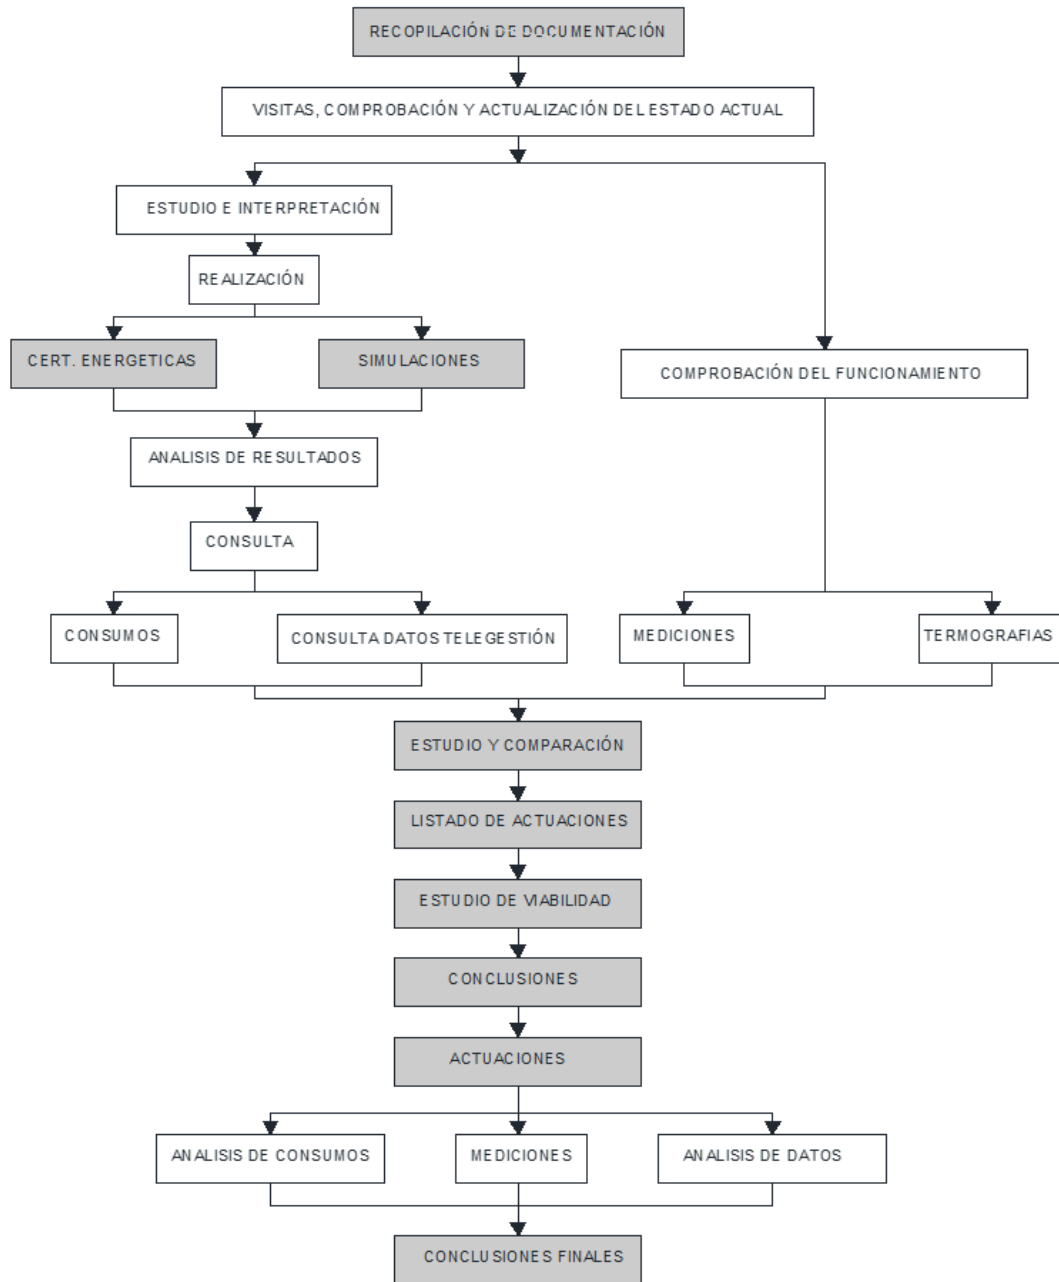 RECOPILACIÓN DE DOCUMENTACIÓN
VISITAS, COMPROBACIÓN Y ACTUALIZACIÓN DEL ESTADO ACTUAL
ESTUDIO E INTERPRETACIÓN
REALIZACIÓN
CERT. ENERGETICAS
SIMULACIONES
COMPROBACIÓN DEL FUNCIONAMIENTO
ANALISIS DE RESULTADOS
CONSULTA
CONSUMOS
CONSULTA DATOS TELEGESTIÓN
MEDICIONES
TERMOGRAFIAS
ESTUDIO Y COMPARACIÓN
LISTADO DE ACTUACIONES
ESTUDIO DE VIABILIDAD
CONCLUSIONES
ACTUACIONES
ANALISIS DE CONSUMOS
MEDICIONES
ANALISIS DE DATOS
CONCLUSIONES FINALES